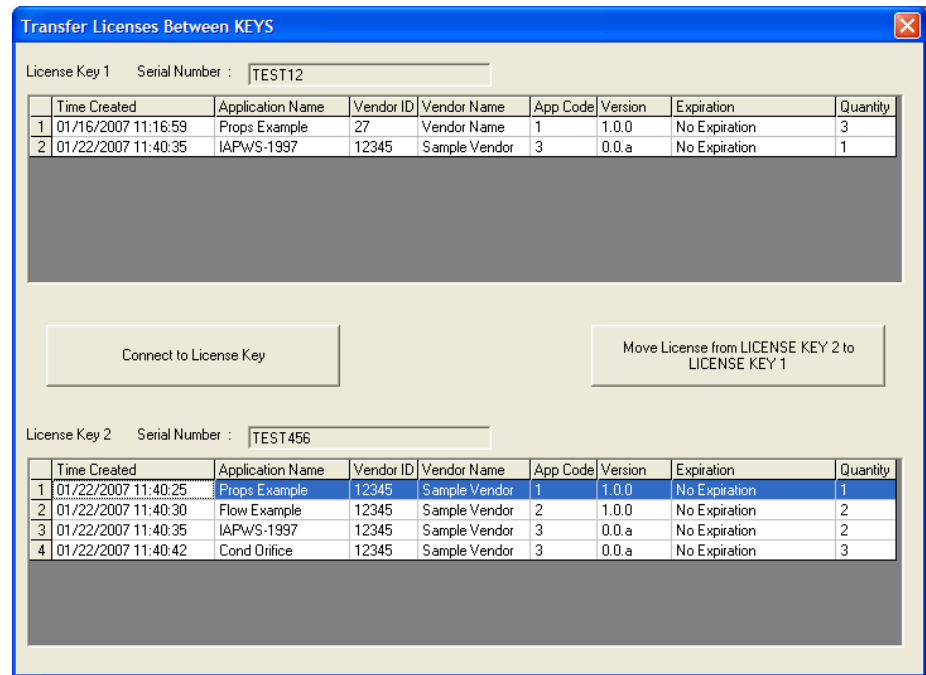 Transfer Licenses Between KEYS
License Key 1 Serial Number : TEST12
Time Created Application Name Vendor ID Vendor Name App Code Version Expiration Quantity
1 01/16/2007 11:16:59 Props Example 27 Vendor Name 1 1.0.0 No Expiration 3
2 01/22/2007 11:40:35 IAPWS-1997 12345 Sample Vendor 3 0.0.a No Expiration 1
Connect to License Key
Move License from LICENSE KEY 2 to
LICENSE KEY 1
License Key 2 Serial Number : TEST456
Time Created Application Name Vendor ID Vendor Name App Code Version Expiration Quantity
1 01/22/2007 11:40:25 Props Example 12345 Sample Vendor 1 1.0.0 No Expiration 1
2 01/22/2007 11:40:30 Flow Example 12345 Sample Vendor 2 1.0.0 No Expiration 2
3 01/22/2007 11:40:35 IAPWS-1997 12345 Sample Vendor 3 0.0.a No Expiration 2
4 01/22/2007 11:40:42 Cond Orifice 12345 Sample Vendor 3 0.0.a No Expiration 3